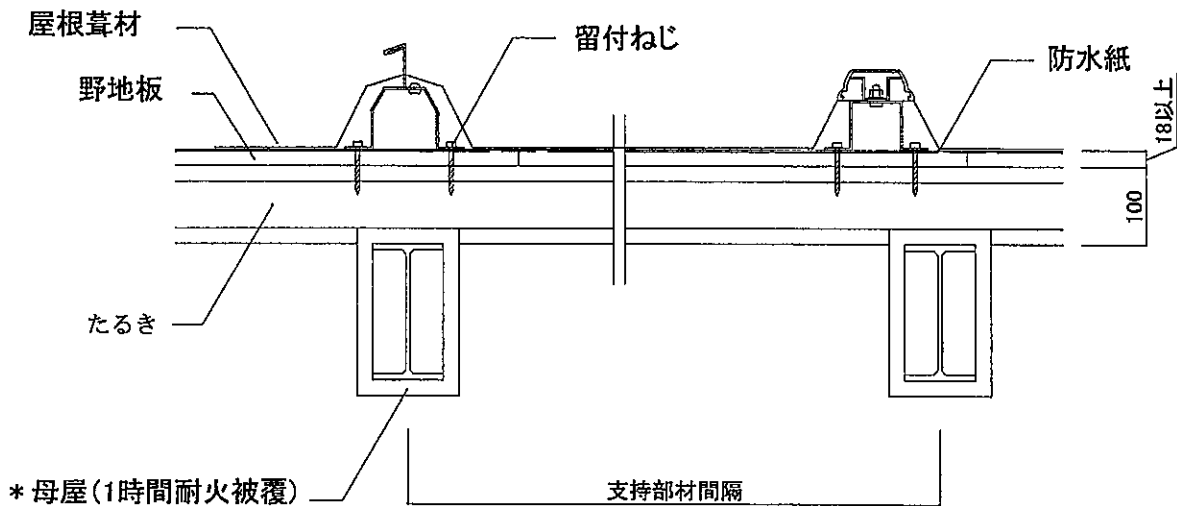 屋根葺材
留付ねじ
防水紙
野地板
18以上
100
たるき
*母屋(1時間耐火被覆)
支持部材間隔